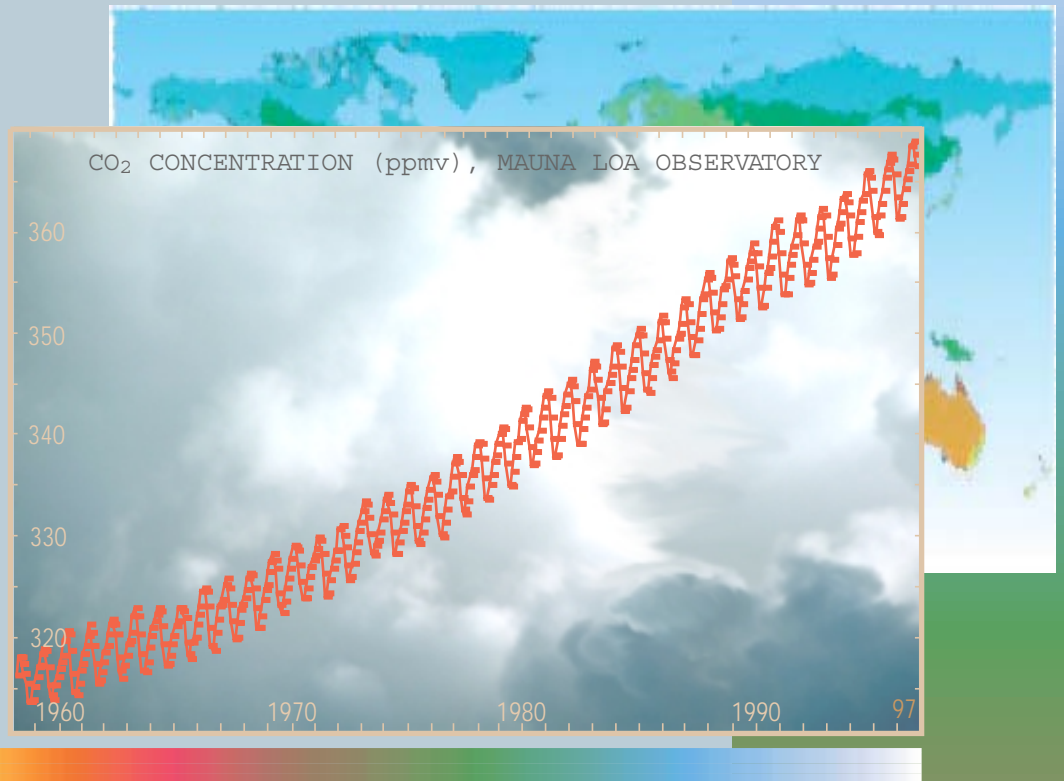 CO₂ CONCENTRATION (ppmv), MAUNA LOA OBSERVATORY
360
350
340
330
320
1960 1970 1980 1990 97